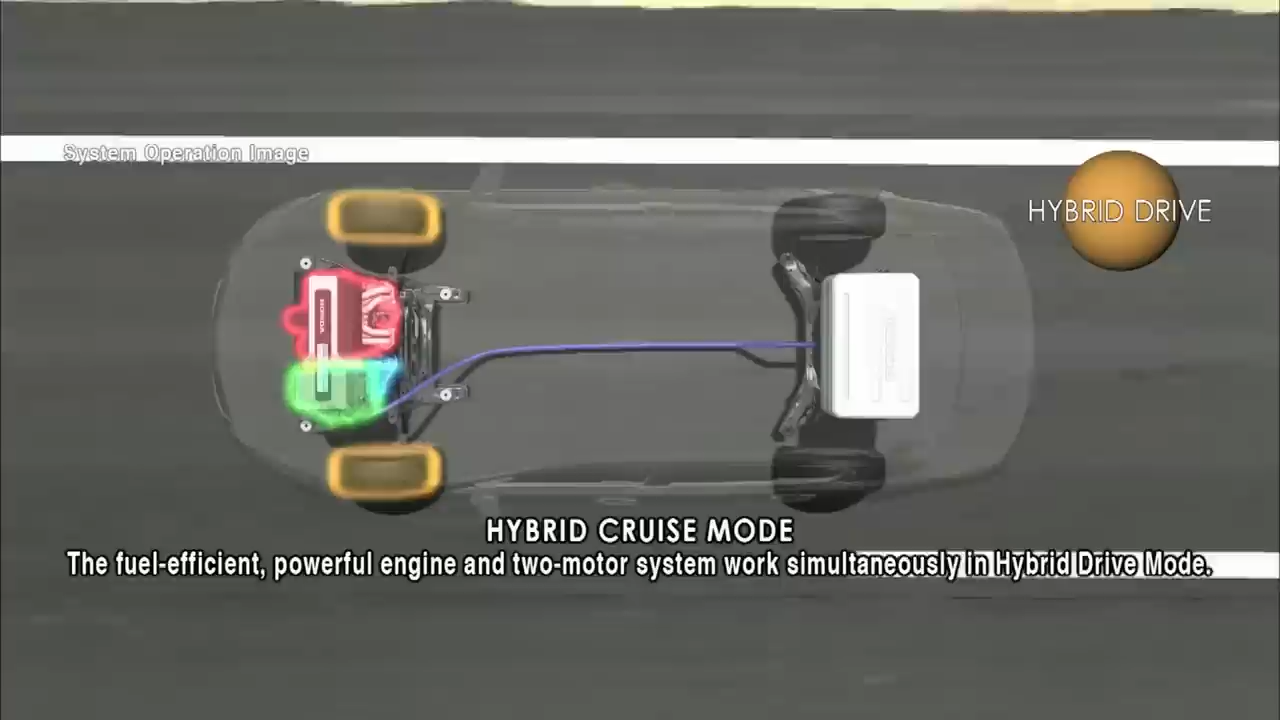 System Operation Image
HYBRID DRIVE
HONDA
HYBRID CRUISE MODE
The fuel-efficient, powerful engine and two-motor system work simultaneously in Hybrid Drive Mode.